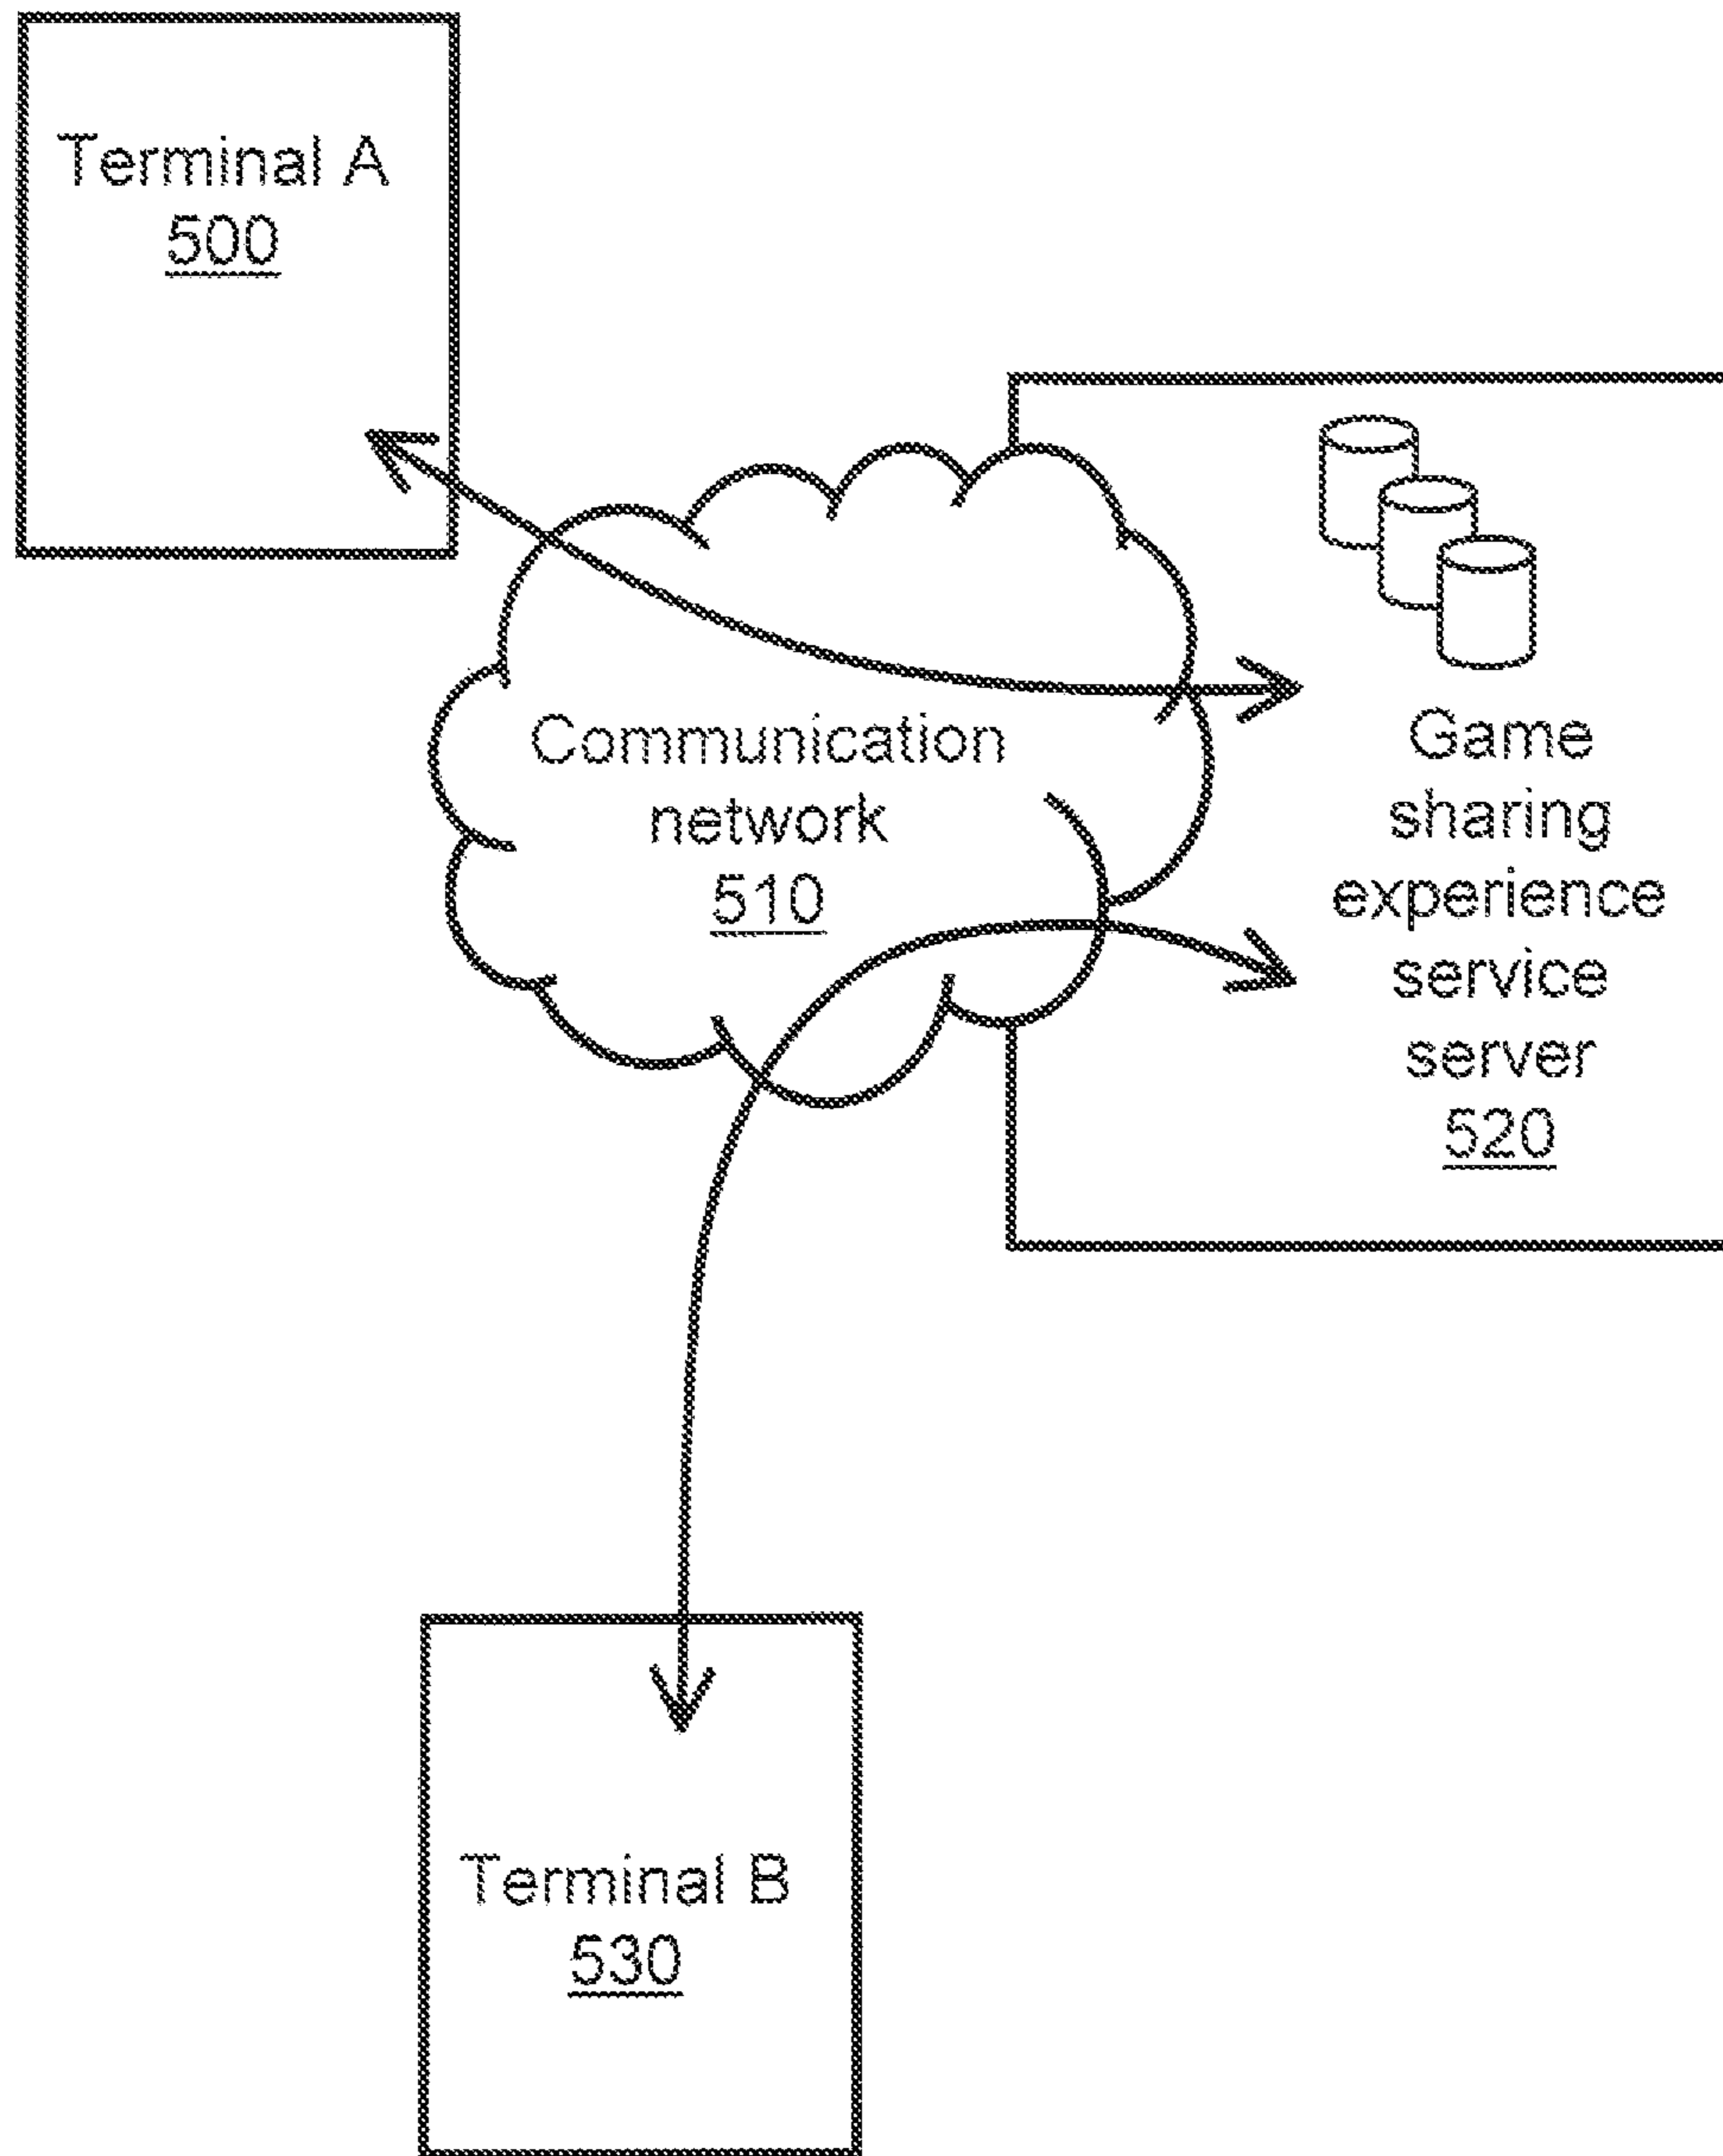 Terminal A
500
Communication
network
510
Game
sharing
experience
service
server
520
Terminal B
530